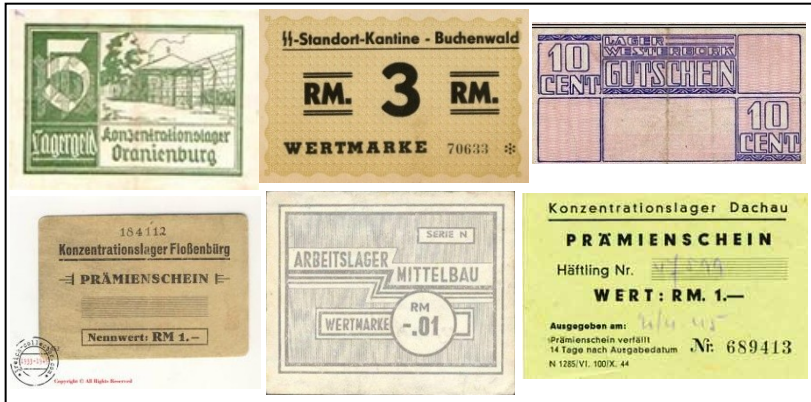 5
Lagergeld
Konzentrationslager
Oranienburg
ϟϟ-Standort-Kantine - Buchenwald
RM. 3 RM.
WERTMARKE 70633 *
10
CENT
LAGER
WESTERBORK
GUTSCHEIN
10
CENT
184112
Konzentrationslager Floßenbürg
PRÄMIENSCHEIN
Nennwert: RM 1.–
Copyright © All Rights Reserved
SERIE N
ARBEITSLAGER
MITTELBAU
WERTMARKE
RM
-.01
Konzentrationslager Dachau
PRÄMIENSCHEIN
Häftling Nr.
WERT: RM. 1.—
Ausgegeben am:
Prämienschein verfällt
14 Tage nach Ausgabedatum
Nr. 689413
N 1285/VI. 100/X. 44